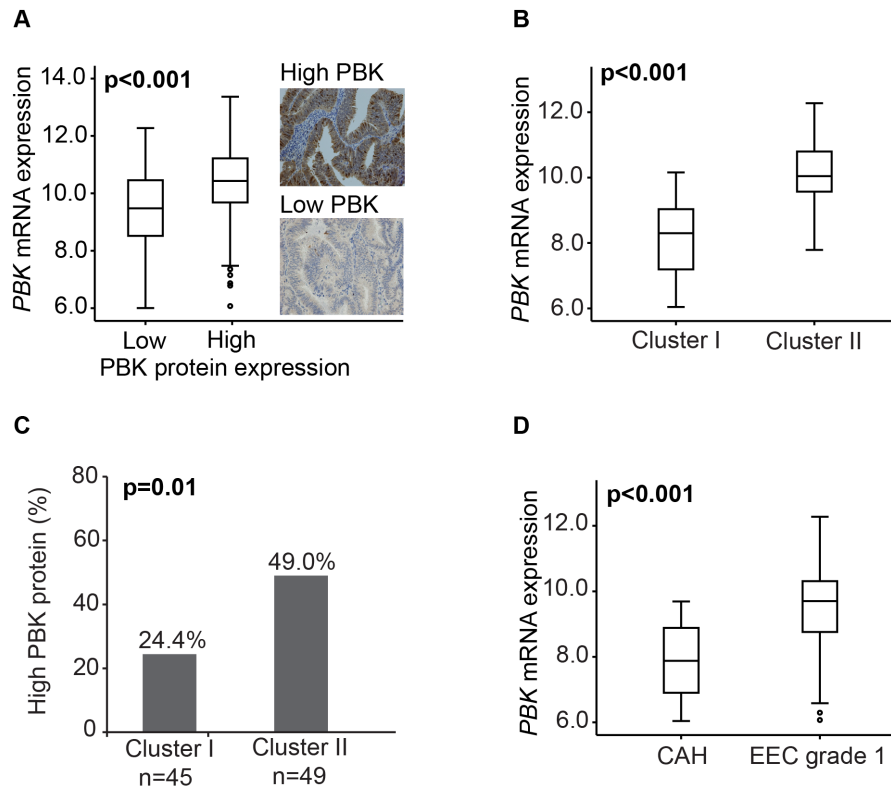 A
PBK mRNA expression
14.0
12.0
10.0
8.0
6.0
p<0.001
Low
High
PBK protein expression
High PBK
Low PBK
B
PBK mRNA expression
12.0
10.0
8.0
6.0
p<0.001
Cluster I
Cluster II
C
High PBK protein (%)
80
60
40
20
0
p=0.01
24.4%
49.0%
Cluster I
n=45
Cluster II
n=49
D
PBK mRNA expression
12.0
10.0
8.0
6.0
p<0.001
CAH
EEC grade 1